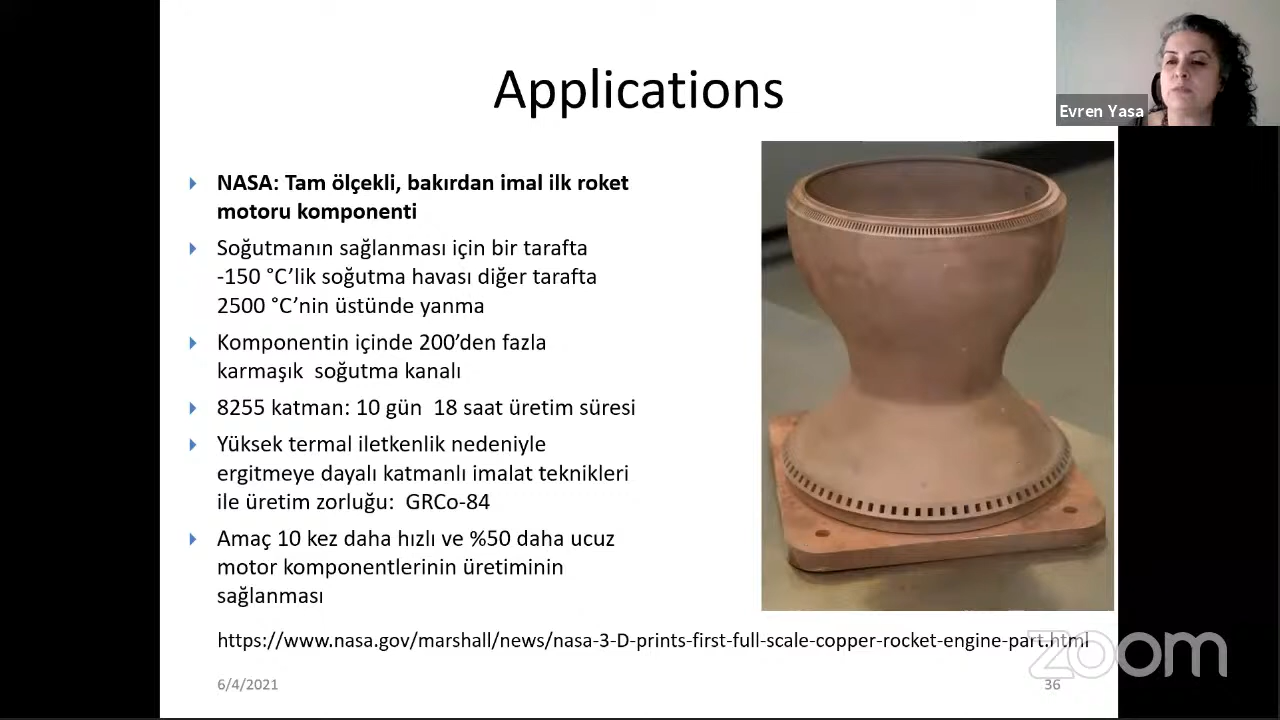 Applications
Evren Yasa
NASA: Tam ölçekli, bakırdan imal ilk roket
motoru komponenti
Soğutmanın sağlanması için bir tarafta
-150 °C’lik soğutma havası diğer tarafta
2500 °C’nin üstünde yanma
Komponentin içinde 200’den fazla
karmaşık soğutma kanalı
8255 katman: 10 gün 18 saat üretim süresi
Yüksek termal iletkenlik nedeniyle
ergitmeye dayalı katmanlı imalat teknikleri
ile üretim zorluğu: GRCo-84
Amaç 10 kez daha hızlı ve %50 daha ucuz
motor komponentlerinin üretiminin
sağlanması
https://www.nasa.gov/marshall/news/nasa-3-D-prints-first-full-scale-copper-rocket-engine-part.html
zoom
6/4/2021
36